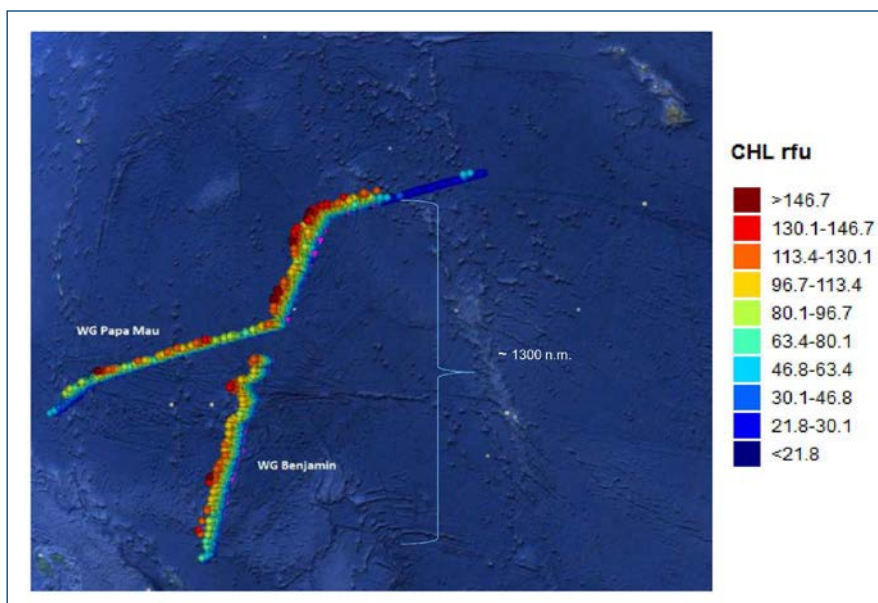 WG Papa Mau
WG Benjamin
~ 1300 n.m.
CHL rfu
>146.7
130.1-146.7
113.4-130.1
96.7-113.4
80.1-96.7
63.4-80.1
46.8-63.4
30.1-46.8
21.8-30.1
<21.8